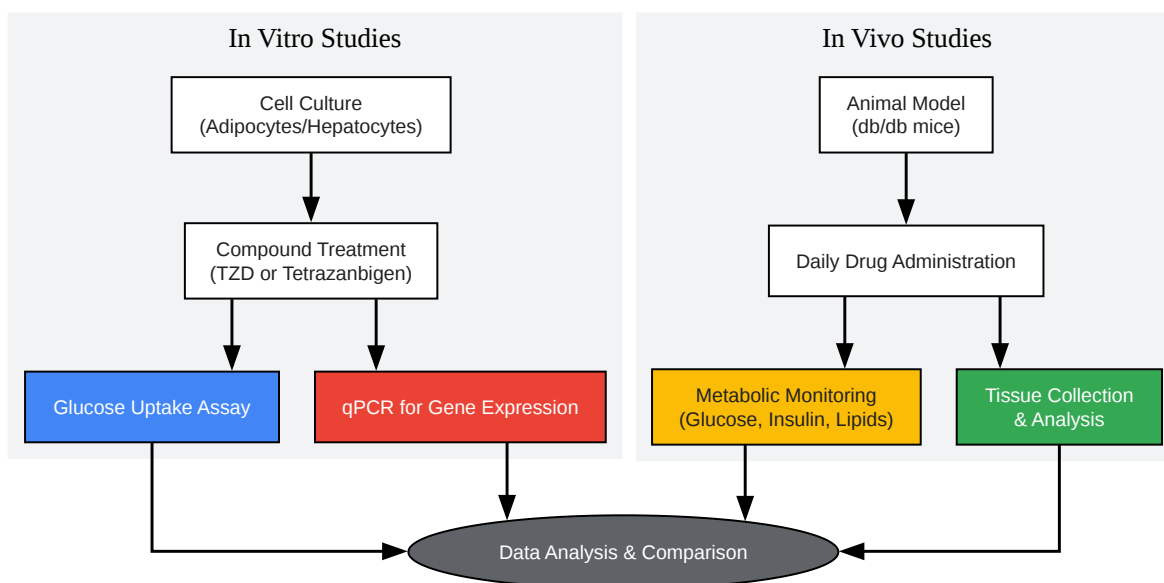 In Vitro Studies
Cell Culture
(Adipocytes/Hepatocytes)
Compound Treatment
(TZD or Tetrazanbigen)
Glucose Uptake Assay
qPCR for Gene Expression
In Vivo Studies
Animal Model
(db/db mice)
Daily Drug Administration
Metabolic Monitoring
(Glucose, Insulin, Lipids)
Tissue Collection
& Analysis
Data Analysis & Comparison